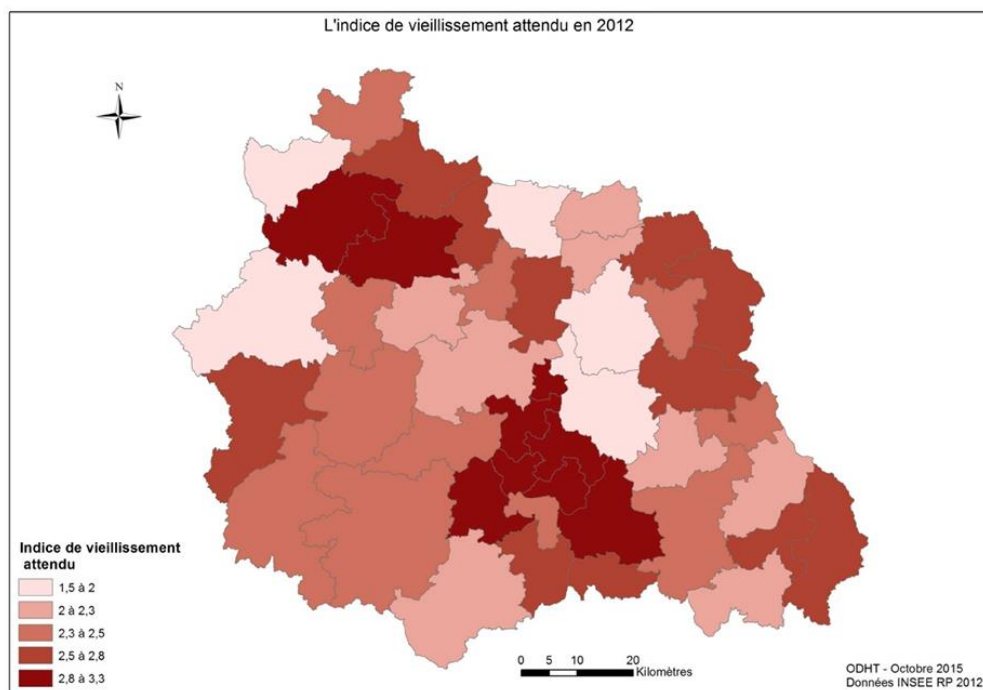 L'indice de vieillissement attendu en 2012
N
Indice de vieillissement
attendu
1,5 à 2
2 à 2,3
2,3 à 2,5
2,5 à 2,8
2,8 à 3,3
0 5 10 20
Kilomètres
ODHT - Octobre 2015
Données INSEE RP 2012